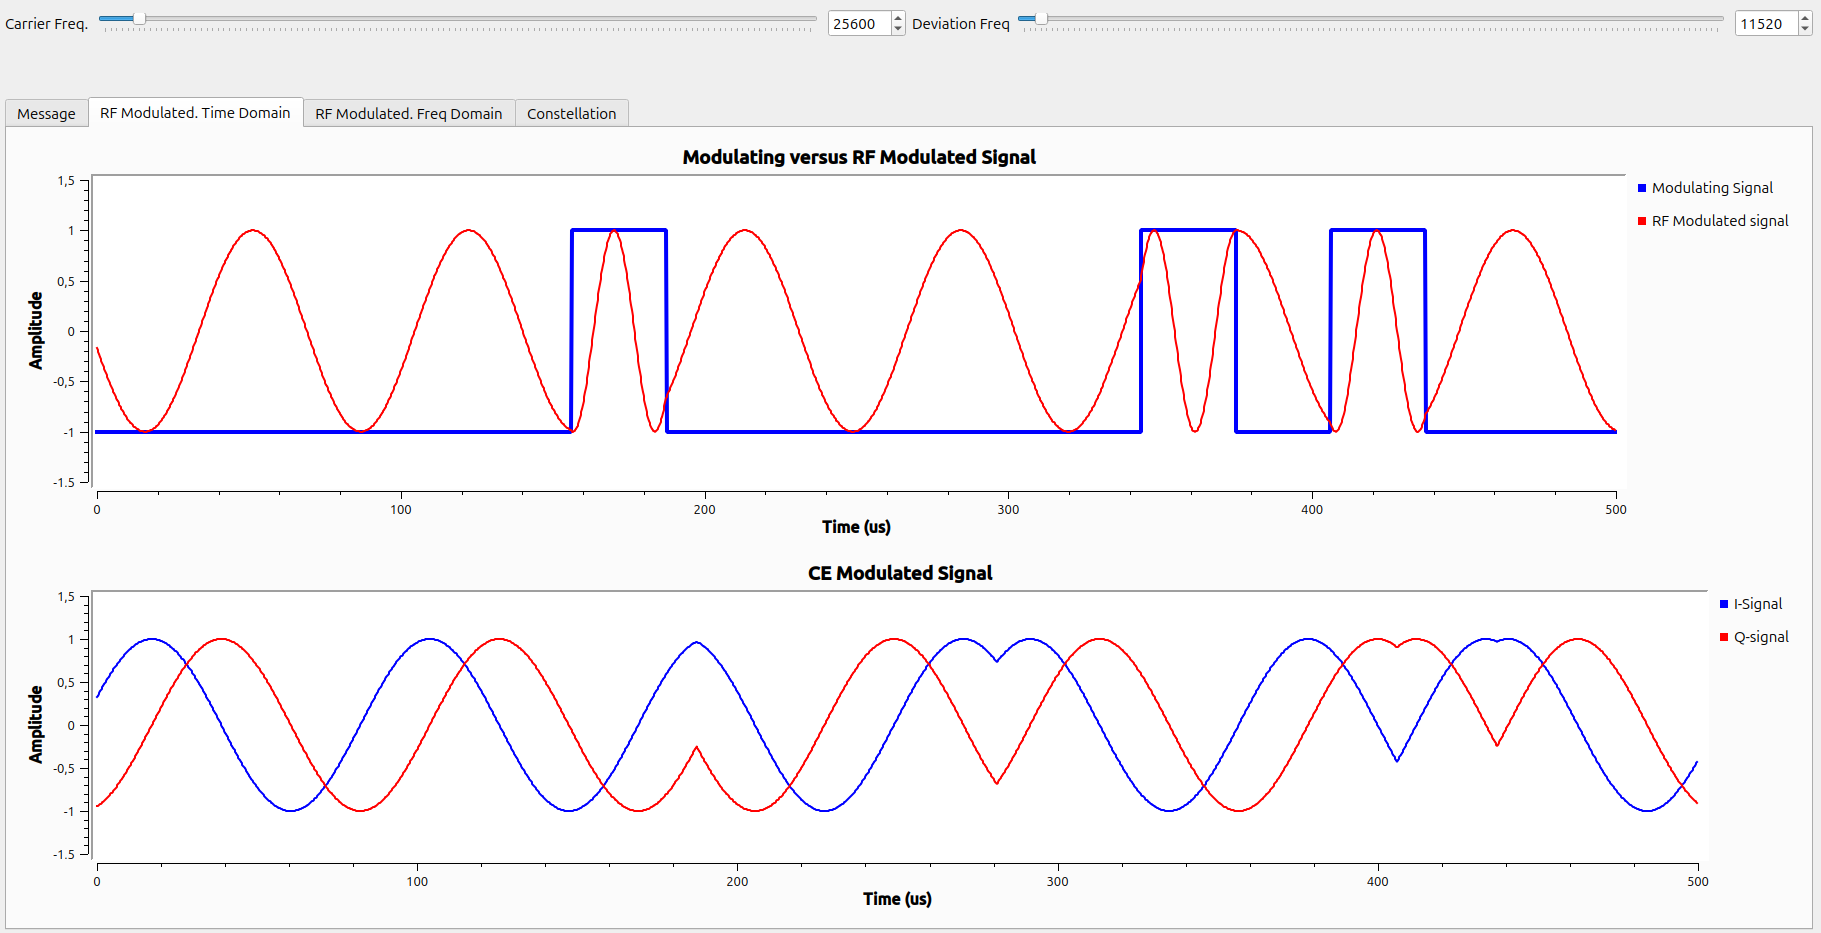 Carrier Freq. 25600 Deviation Freq 11520
Message RF Modulated. Time Domain RF Modulated. Freq Domain Constellation
Modulating versus RF Modulated Signal
1,5
1
0,5
0
-0,5
-1
-1.5
Amplitude
0 100 200 300 400 500
Time (us)
Modulating Signal
RF Modulated signal
CE Modulated Signal
1,5
1
0,5
0
-0,5
-1
-1.5
Amplitude
0 100 200 300 400 500
Time (us)
I-Signal
Q-signal